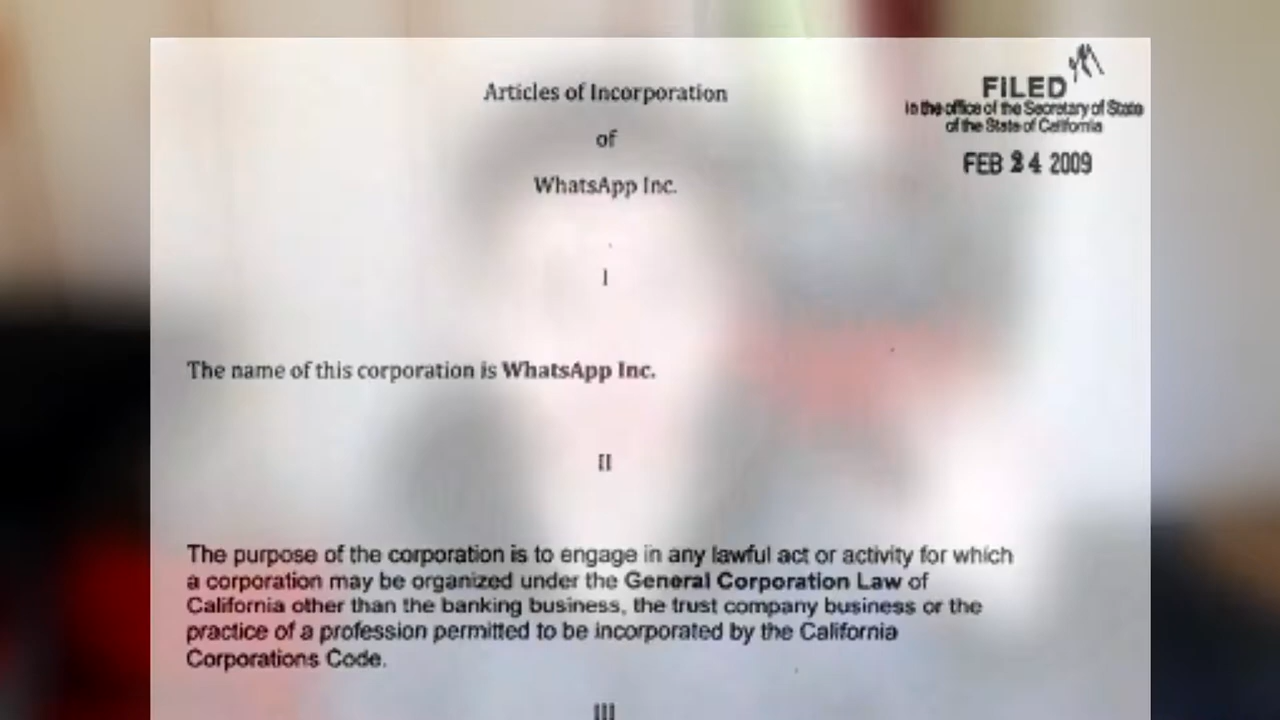 Articles of Incorporation
FILED
in the office of the Secretary of State
of the State of California
of
FEB 24 2009
WhatsApp Inc.
I
The name of this corporation is WhatsApp Inc.
II
The purpose of the corporation is to engage in any lawful act or activity for which
a corporation may be organized under the General Corporation Law of
California other than the banking business, the trust company business or the
practice of a profession permitted to be incorporated by the California
Corporations Code.
III